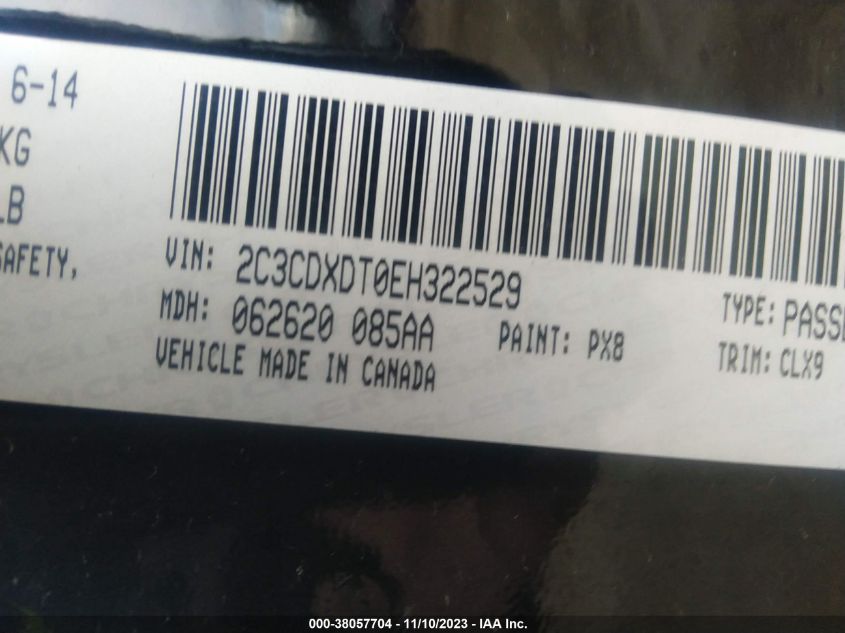 6-14
KG
LB
SAFETY,
VIN: 2C3CDXDT0EH322529
MDH: 062620 085AA
PAINT: PX8
VEHICLE MADE IN CANADA
TYPE: PASSE
TRIM: CLX9
000-38057704 - 11/10/2023 - IAA Inc.